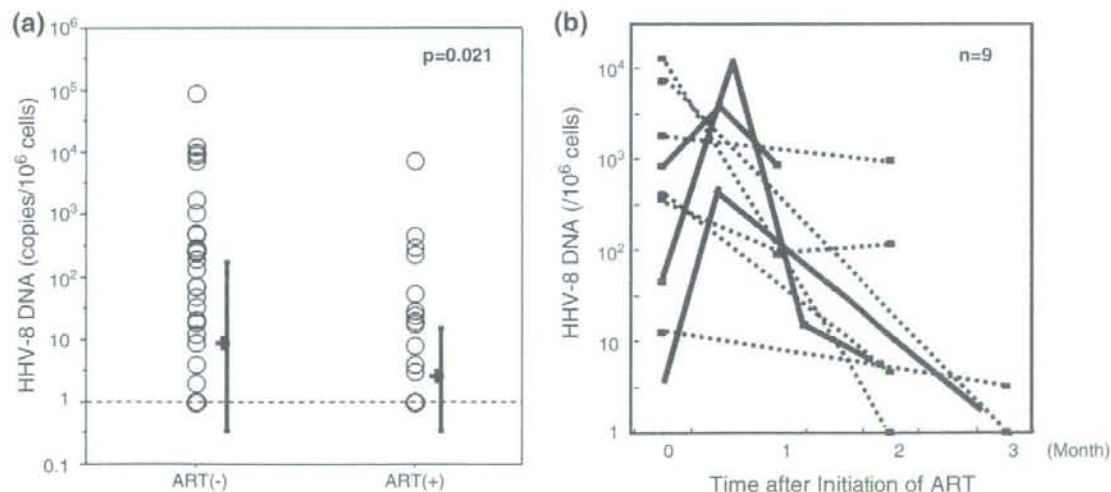 (a)
p=0.021
HHV-8 DNA (copies/10⁶ cells)
10⁶
10⁵
10⁴
10³
10²
10
1
0.1
ART(-)
ART(+)
(b)
n=9
HHV-8 DNA (/10⁶ cells)
10⁴
10³
10²
10
1
0
1
2
3
(Month)
Time after Initiation of ART